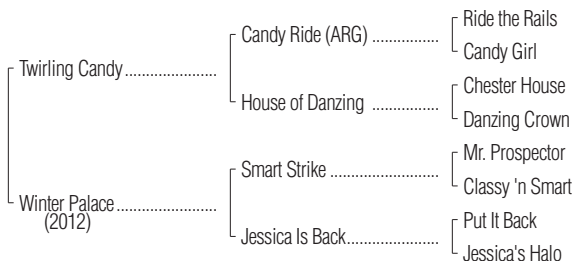 Ride the Rails
Candy Ride (ARG) ................
Candy Girl
Twirling Candy ......................
Chester House
House of Danzing ................
Danzing Crown
Mr. Prospector
Smart Strike ..........................
Classy 'n Smart
Winter Palace ........................
(2012)
Put It Back
Jessica Is Back......................
Jessica's Halo